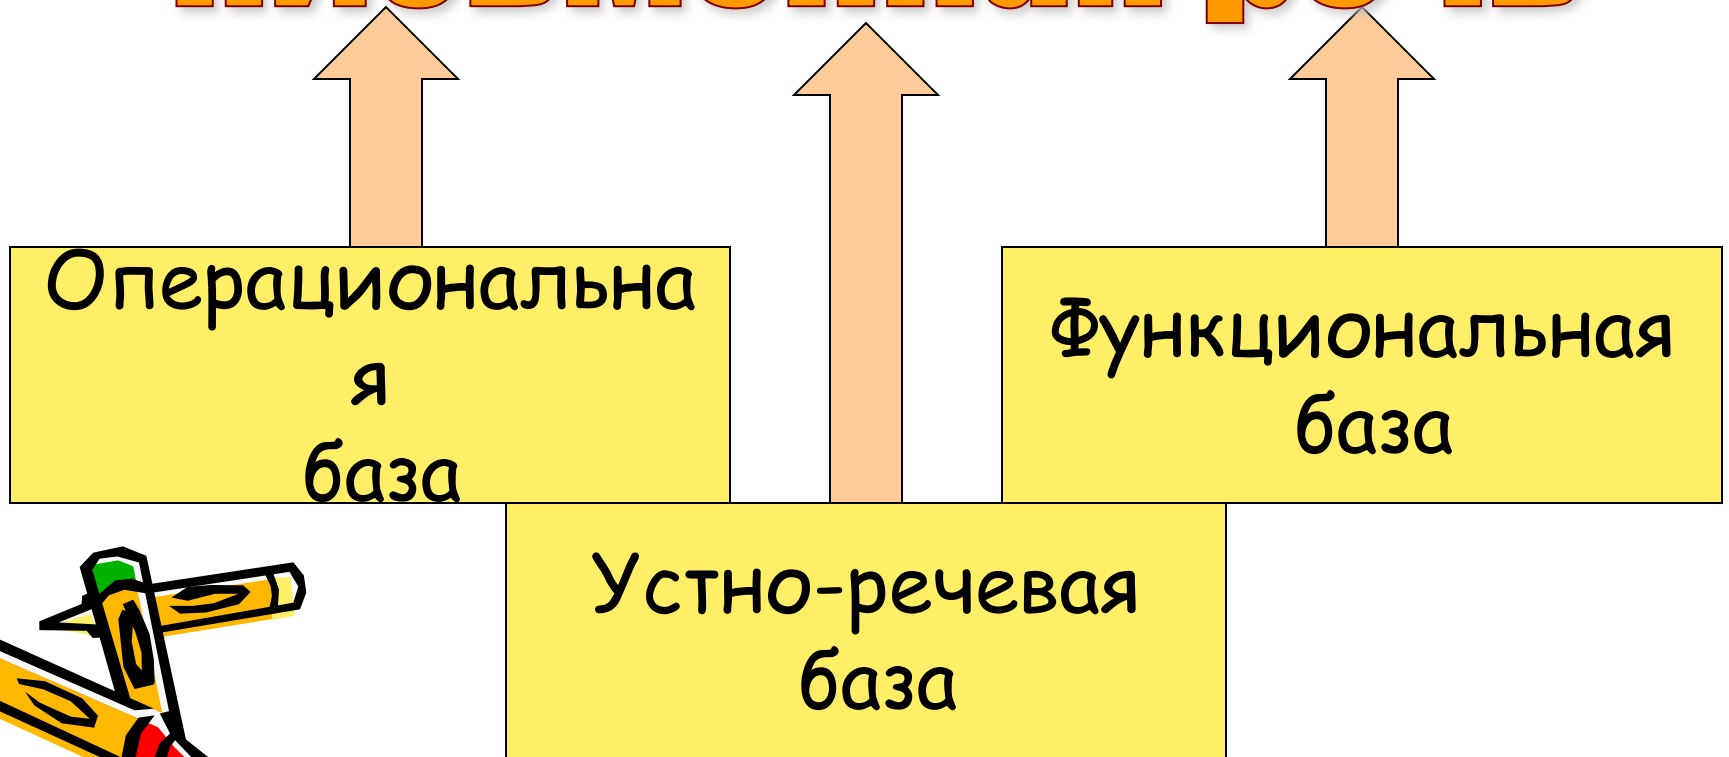 Операциональна
я
база
Функциональная
база
Устно-речевая
база